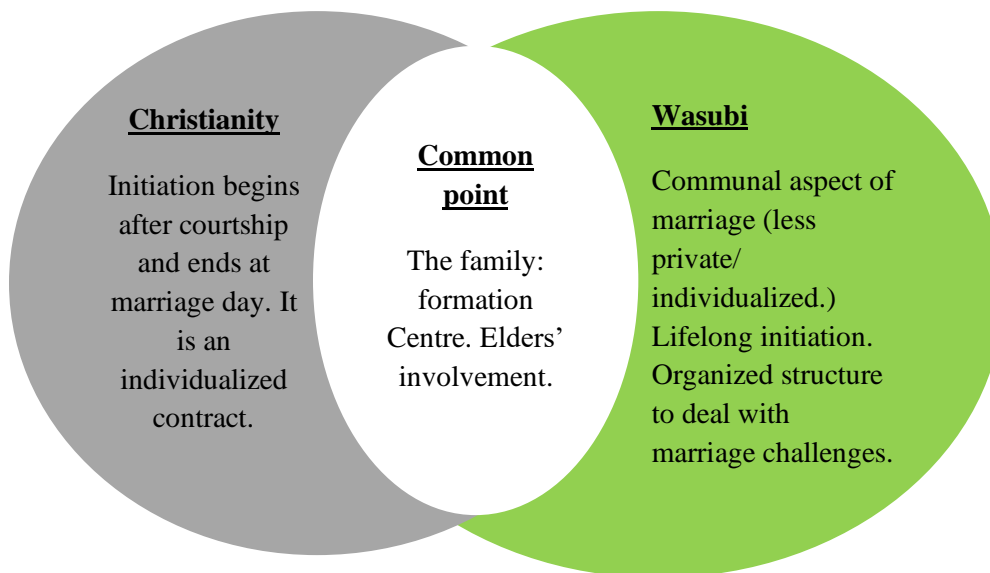 Christianity
Initiation begins
after courtship
and ends at
marriage day. It
is an
individualized
contract.
Common
point
The family:
formation
Centre. Elders’
involvement.
Wasubi
Communal aspect of
marriage (less
private/
individualized.)
Lifelong initiation.
Organized structure
to deal with
marriage challenges.